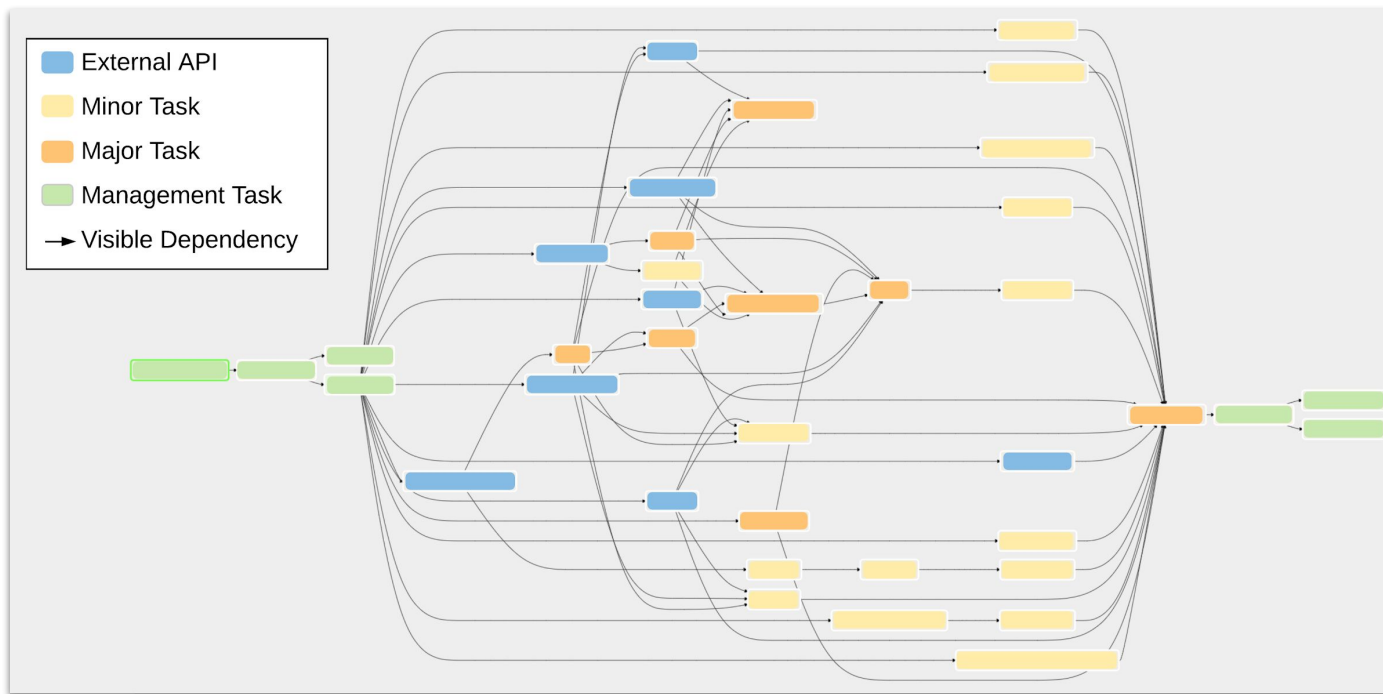 External API
Minor Task
Major Task
Management Task
Visible Dependency